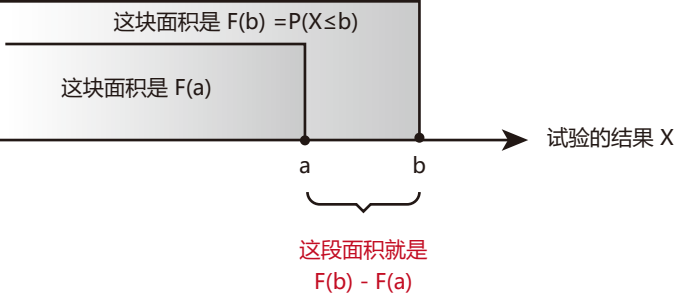 这块面积是 F(b) =P(X≤b)
这块面积是 F(a)
试验的结果 X
a
b
这段面积就是
F(b) - F(a)